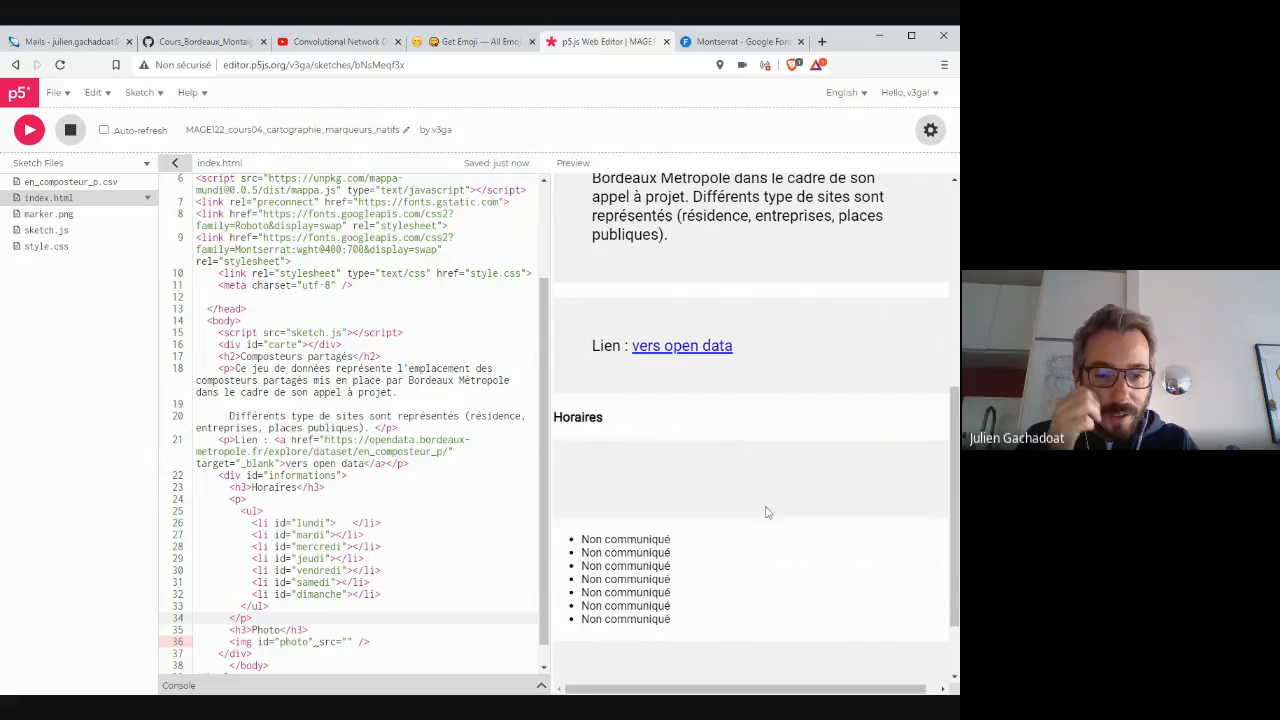 Mails - julien.gachadoat@
Cours_Bordeaux_Montaig
Convolutional Network D
Get Emoji — All Emoj
p5.js Web Editor | MAGE1
Montserrat - Google Fon
Non sécurisé
editor.p5js.org/v3ga/sketches/bNsMeqf3x
p5*
File
Edit
Sketch
Help
English
Hello, v3ga!
Auto-refresh
MAGE122_cours04_cartographie_marqueurs_natifs
by v3ga
Sketch Files
index.html
Saved: just now
Preview
en_composteur_p.csv
index.html
marker.png
sketch.js
style.css
6 <script src="https://unpkg.com/mappa-
mundi@0.0.5/dist/mappa.js" type="text/javascript"></script>
7 <link rel="preconnect" href="https://fonts.gstatic.com">
8 <link href="https://fonts.googleapis.com/css2?
family=Roboto&display=swap" rel="stylesheet">
9 <link href="https://fonts.googleapis.com/css2?
family=Montserrat:wght@400;700&display=swap"
rel="stylesheet">
10 <link rel="stylesheet" type="text/css" href="style.css">
11 <meta charset="utf-8" />
12
13 </head>
14 <body>
15 <script src="sketch.js"></script>
16 <div id="carte"></div>
17 <h2>Composteurs partagés</h2>
18 <p>Ce jeu de données représente l'emplacement des
composteurs partagés mis en place par Bordeaux Métropole
dans le cadre de son appel à projet.
19
20 Différents type de sites sont représentés (résidence,
entreprises, places publiques). </p>
21 <p>Lien : <a href="https://opendata.bordeaux-
metropole.fr/explore/dataset/en_composteur_p/"
target="_blank">vers open data</a></p>
22 <div id="informations">
23 <h3>Horaires</h3>
24 <p>
25 <ul>
26 <li id="lundi">   </li>
27 <li id="mardi"></li>
28 <li id="mercredi"></li>
29 <li id="jeudi"></li>
30 <li id="vendredi"></li>
31 <li id="samedi"></li>
32 <li id="dimanche"></li>
33 </ul>
34 </p>
35 <h3>Photo</h3>
36 <img id="photo" src="" />
37 </div>
38 </body>
Console
Bordeaux Métropole dans le cadre de son
appel à projet. Différents type de sites sont
représentés (résidence, entreprises, places
publiques).
Lien : vers open data
Horaires
• Non communiqué
• Non communiqué
• Non communiqué
• Non communiqué
• Non communiqué
• Non communiqué
• Non communiqué
Julien Gachadoat